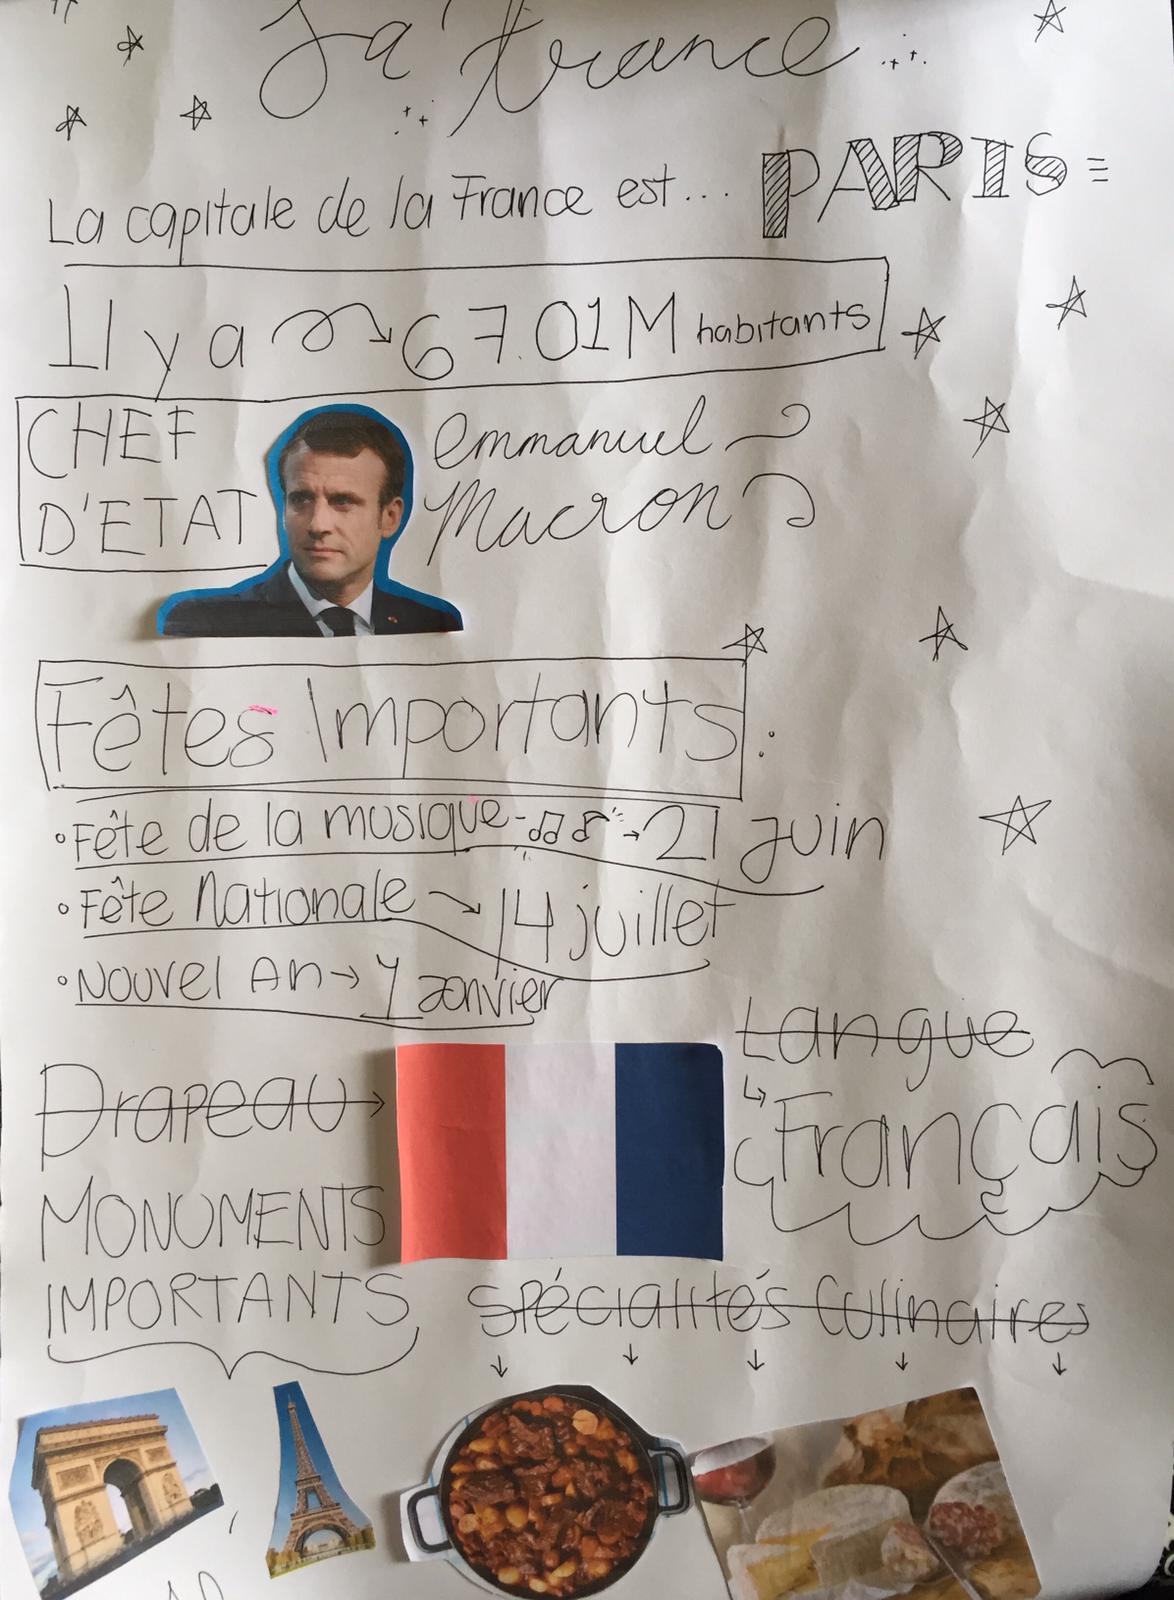 La France
La capitale de la France est... PARIS
Il y a → 67.01M habitants
CHEF
D'ETAT
Emmanuel
Macron
Fêtes Importants :
• Fête de la musique - → 21 juin
• Fête Nationale → 14 juillet
• Nouvel An → 1 Janvier
Langue
Drapeau →
↳ Français
MONUMENTS
IMPORTANTS
Spécialités Culinaires